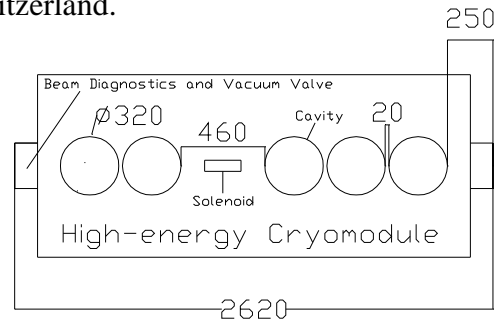 itzerland.
250
Beam Diagnostics and Vacuum Valve
ø320
460
Cavity
20
Solenoid
High-energy Cryomodule
2620